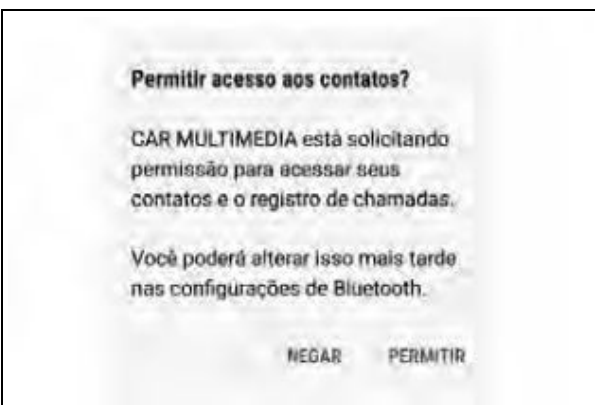 Permitir acesso aos contatos?
CAR MULTIMEDIA está solicitando
permissão para acessar seus
contatos e o registro de chamadas.
Você poderá alterar isso mais tarde
nas configurações de Bluetooth.
NEGAR PERMITIR